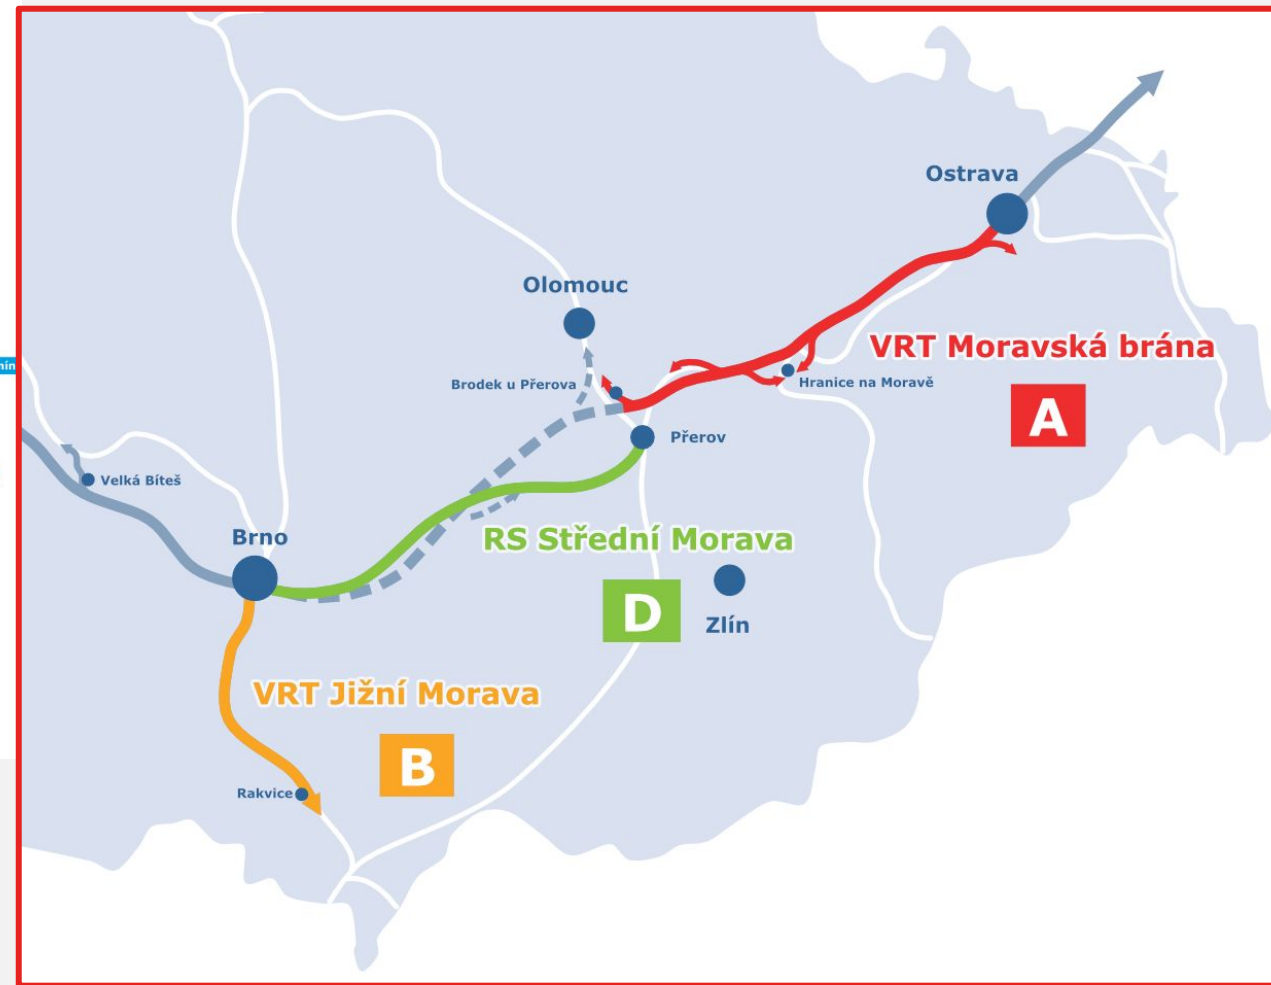 Ostrava
Olomouc
VRT Moravská brána
Brodek u Přerova
Hranice na Moravě
A
Přerov
Velká Bíteš
Brno
RS Střední Morava
D
Zlín
VRT Jižní Morava
B
Rakvice